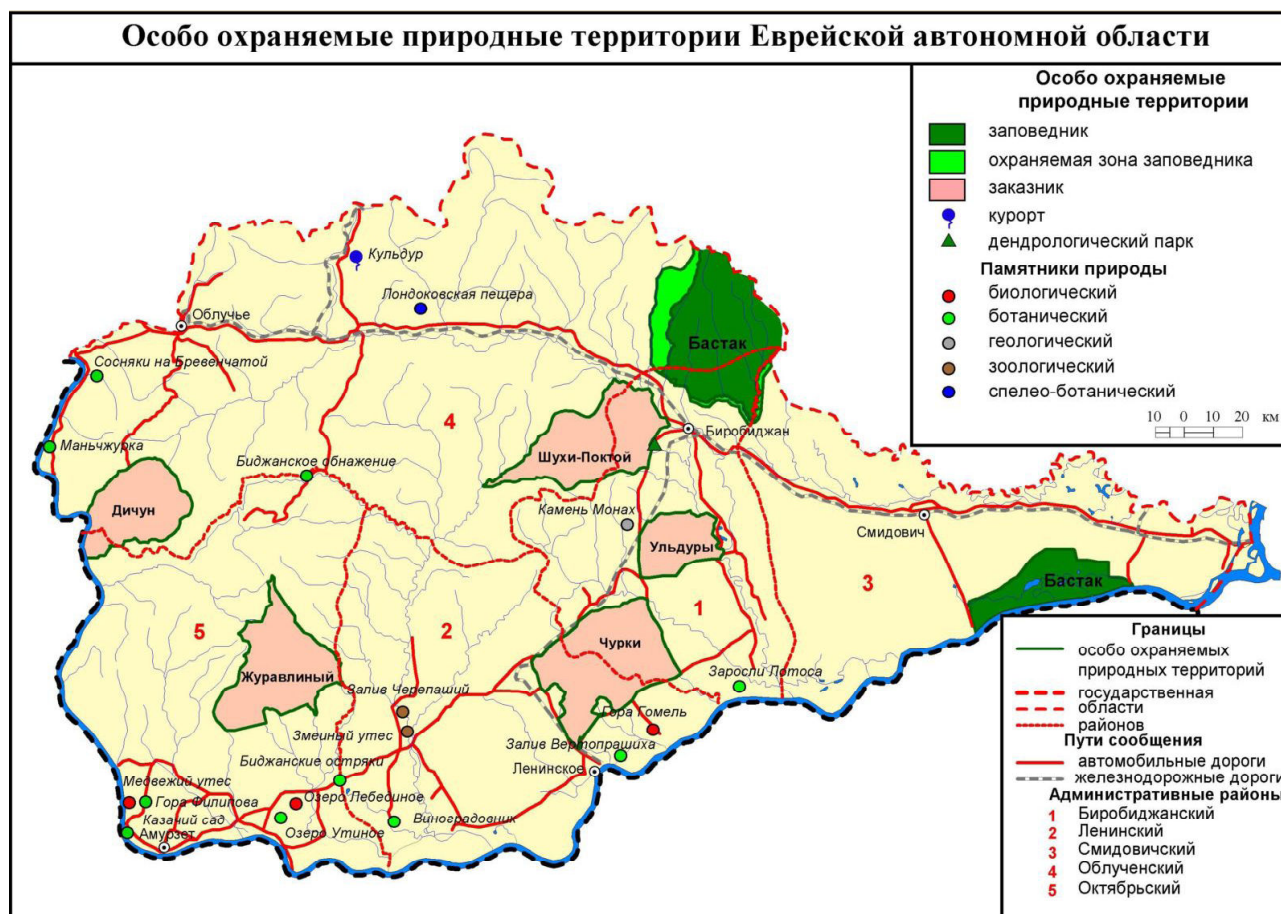 Особо охраняемые природные территории Еврейской автономной области
Особо охраняемые
природные территории
заповедник
охраняемая зона заповедника
заказник
курорт
дендрологический парк
Памятники природы
биологический
ботанический
геологический
зоологический
спелео-ботанический
10 0 10 20 км
Кульдур
Лондоковская пещера
Облучье
Бастак
Сосняки на Бревенчатой
4
Биробиджан
Маньчжурка
Биджанское обнажение
Шухи-Поктой
Дичун
Камень Монах
Смидович
Ульдуры
3
Бастак
5
2
1
Чурки
Журавлиный
Заросли Лотоса
Залив Черепаший
Гора Гомель
Змеиный утес
Залив Вертопрашиха
Биджанские остряки
Ленинское
Медвежий утес
Гора Филипова
Озеро Лебединое
Казачий сад
Виноградовник
Амурзет
Озеро Утиное
Границы
особо охраняемых
природных территорий
государственная
области
районов
Пути сообщения
автомобильные дороги
железнодорожные дороги
Административные районы
1 Биробиджанский
2 Ленинский
3 Смидовичский
4 Облученский
5 Октябрьский